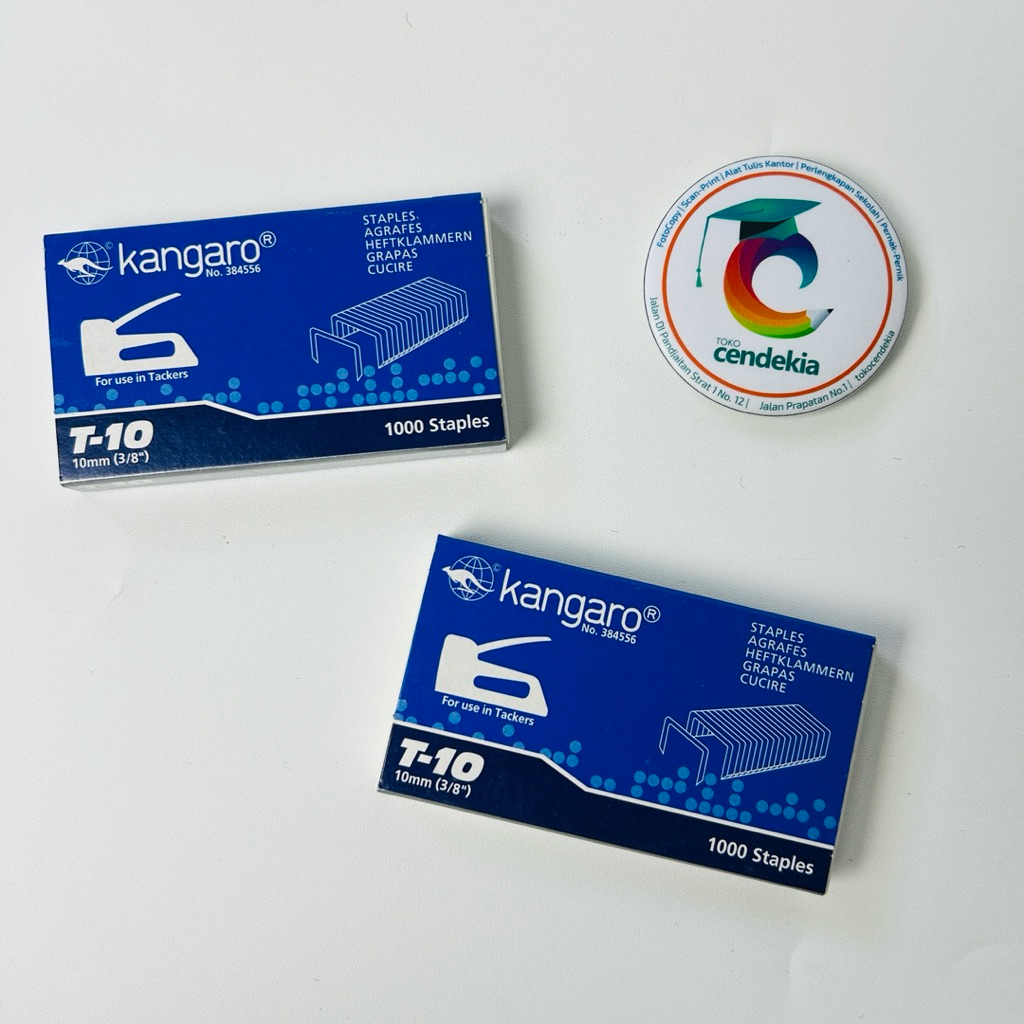 kangaro®
No. 384556
STAPLES
AGRAFES
HEFTKLAMMERN
GRAPAS
CUCIRE
For use in Tackers
T-10
10mm (3/8")
1000 Staples
FotoCopy | Scan-Print | Alat Tulis Kantor | Perlengkapan Sekolah | Pernak-Pernik
TOKO
cendekia
Jalan DI Pandjaitan Strat 1 No. 12 | Jalan Prapatan No.1 | tokocendekia
©
kangaro®
No. 384556
STAPLES
AGRAFES
HEFTKLAMMERN
GRAPAS
CUCIRE
For use in Tackers
T-10
10mm (3/8")
1000 Staples